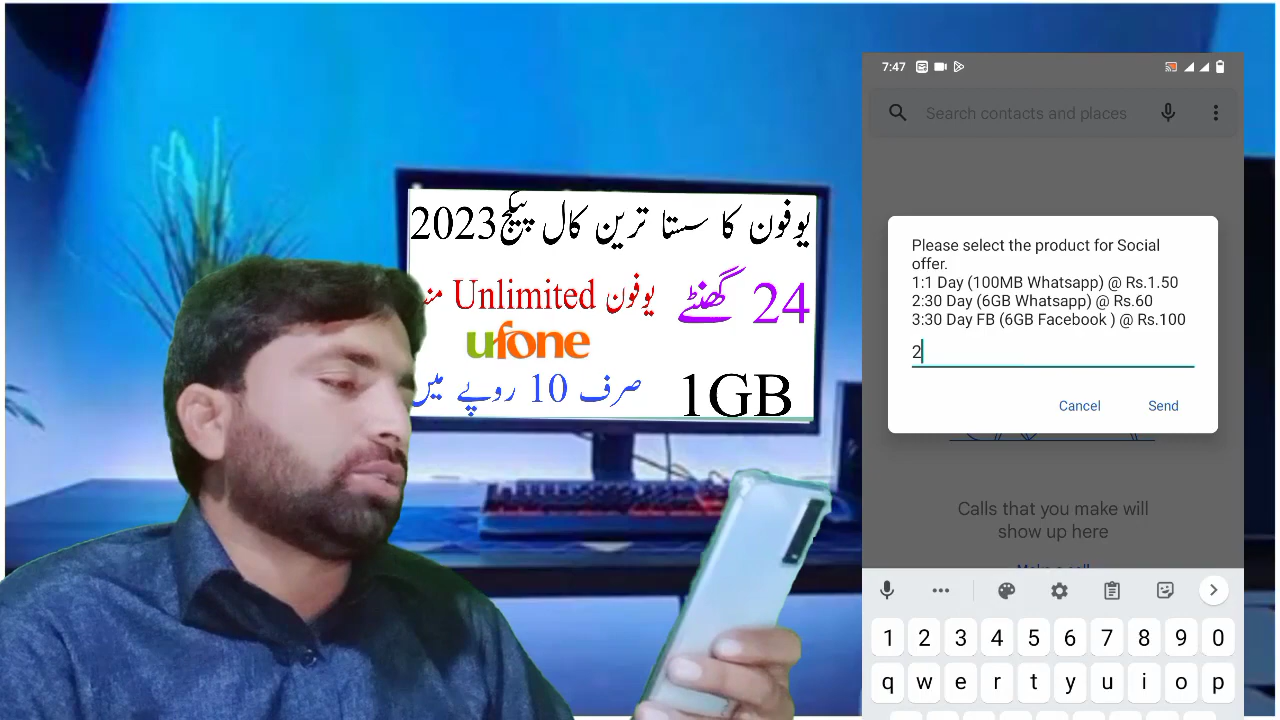 یوفون کا سستا ترین کال پیکج2023
24 گھنٹے
یوفون Unlimited
ufone
1GB
صرف 10 روپے میں
7:47
Search contacts and places
Please select the product for Social
offer.
1:1 Day (100MB Whatsapp) @ Rs.1.50
2:30 Day (6GB Whatsapp) @ Rs.60
3:30 Day FB (6GB Facebook ) @ Rs.100
2
Cancel
Send
Calls that you make will
show up here
Make a call
1 2 3 4 5 6 7 8 9 0
q w e r t y u i o p